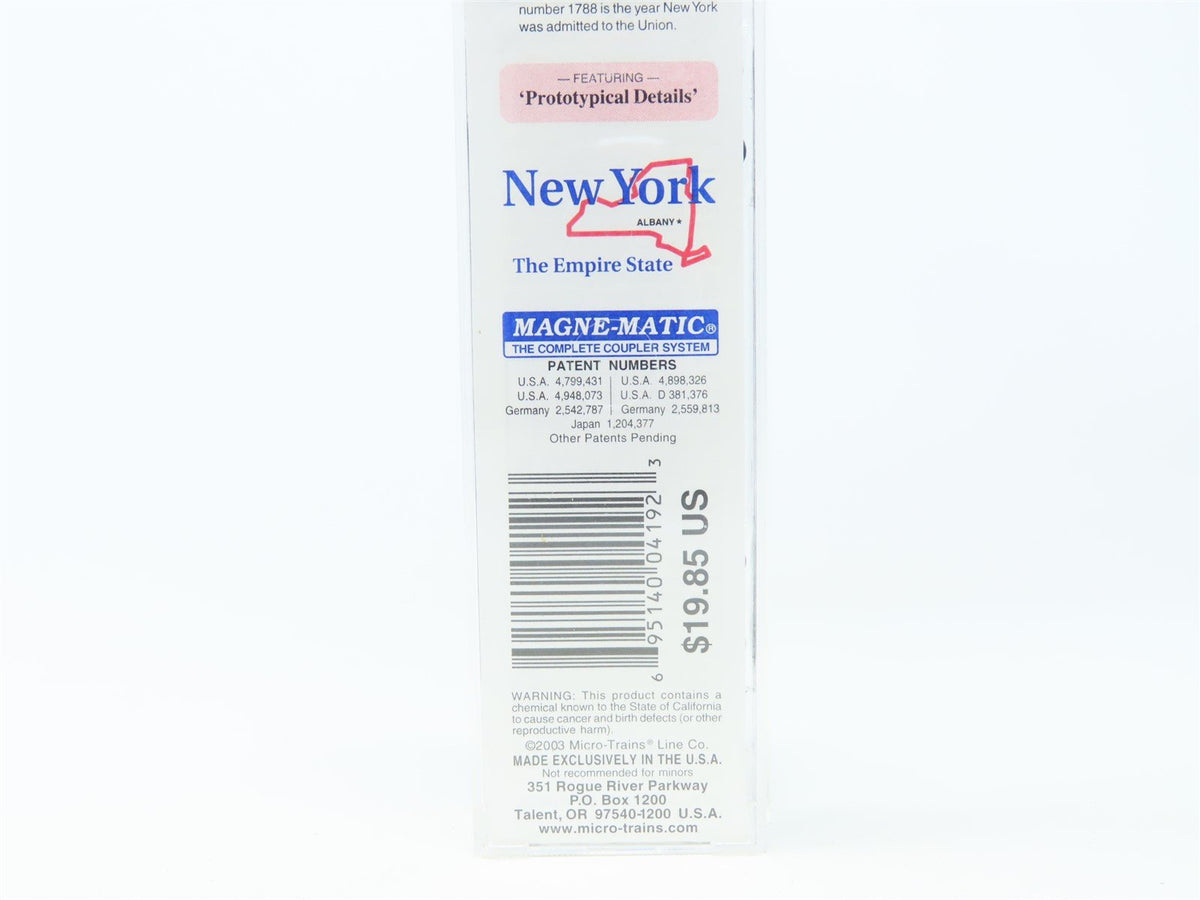 number 1788 is the year New York
was admitted to the Union.
— FEATURING —
‘Prototypical Details’
New York
ALBANY★
The Empire State
MAGNE-MATIC®
THE COMPLETE COUPLER SYSTEM
PATENT NUMBERS
U.S.A. 4,799,431 | U.S.A. 4,898,326
U.S.A. 4,948,073 | U.S.A. D 381,376
Germany 2,542,787 | Germany 2,559,813
Japan 1,204,377
Other Patents Pending
6 95140 04192 3
$19.85 US
WARNING: This product contains a
chemical known to the State of California
to cause cancer and birth defects (or other
reproductive harm).
©2003 Micro-Trains® Line Co.
MADE EXCLUSIVELY IN THE U.S.A.
Not recommended for minors
351 Rogue River Parkway
P.O. Box 1200
Talent, OR 97540-1200 U.S.A.
www.micro-trains.com